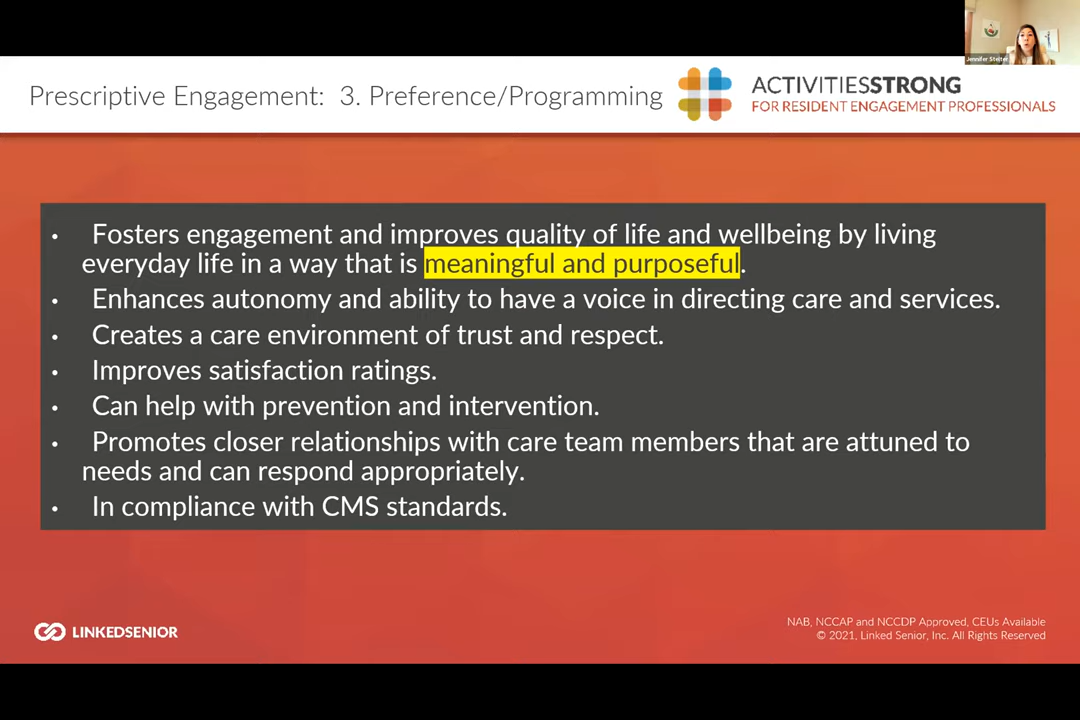 Jennifer Stelter
Prescriptive Engagement: 3. Preference/Programming
ACTIVITIESSTRONG
FOR RESIDENT ENGAGEMENT PROFESSIONALS
• Fosters engagement and improves quality of life and wellbeing by living
everyday life in a way that is meaningful and purposeful.
• Enhances autonomy and ability to have a voice in directing care and services.
• Creates a care environment of trust and respect.
• Improves satisfaction ratings.
• Can help with prevention and intervention.
• Promotes closer relationships with care team members that are attuned to
needs and can respond appropriately.
• In compliance with CMS standards.
LINKEDSENIOR
NAB, NCCAP and NCCDP Approved, CEUs Available
© 2021, Linked Senior, Inc. All Rights Reserved